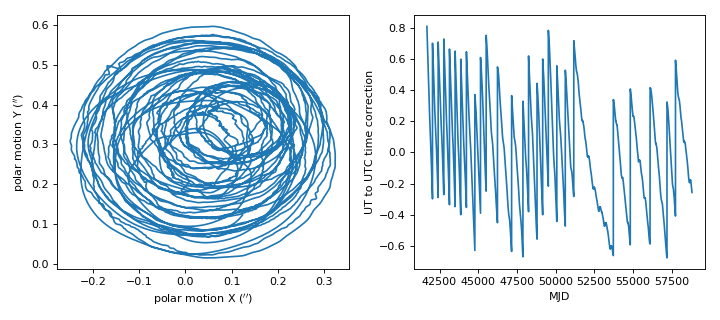 0.6
0.5
0.4
0.3
0.2
0.1
0.0
polar motion Y (′′)
−0.2 −0.1 0.0 0.1 0.2 0.3
polar motion X (′′)
0.8
0.6
0.4
0.2
0.0
−0.2
−0.4
−0.6
UT to UTC time correction
42500 45000 47500 50000 52500 55000 57500
MJD